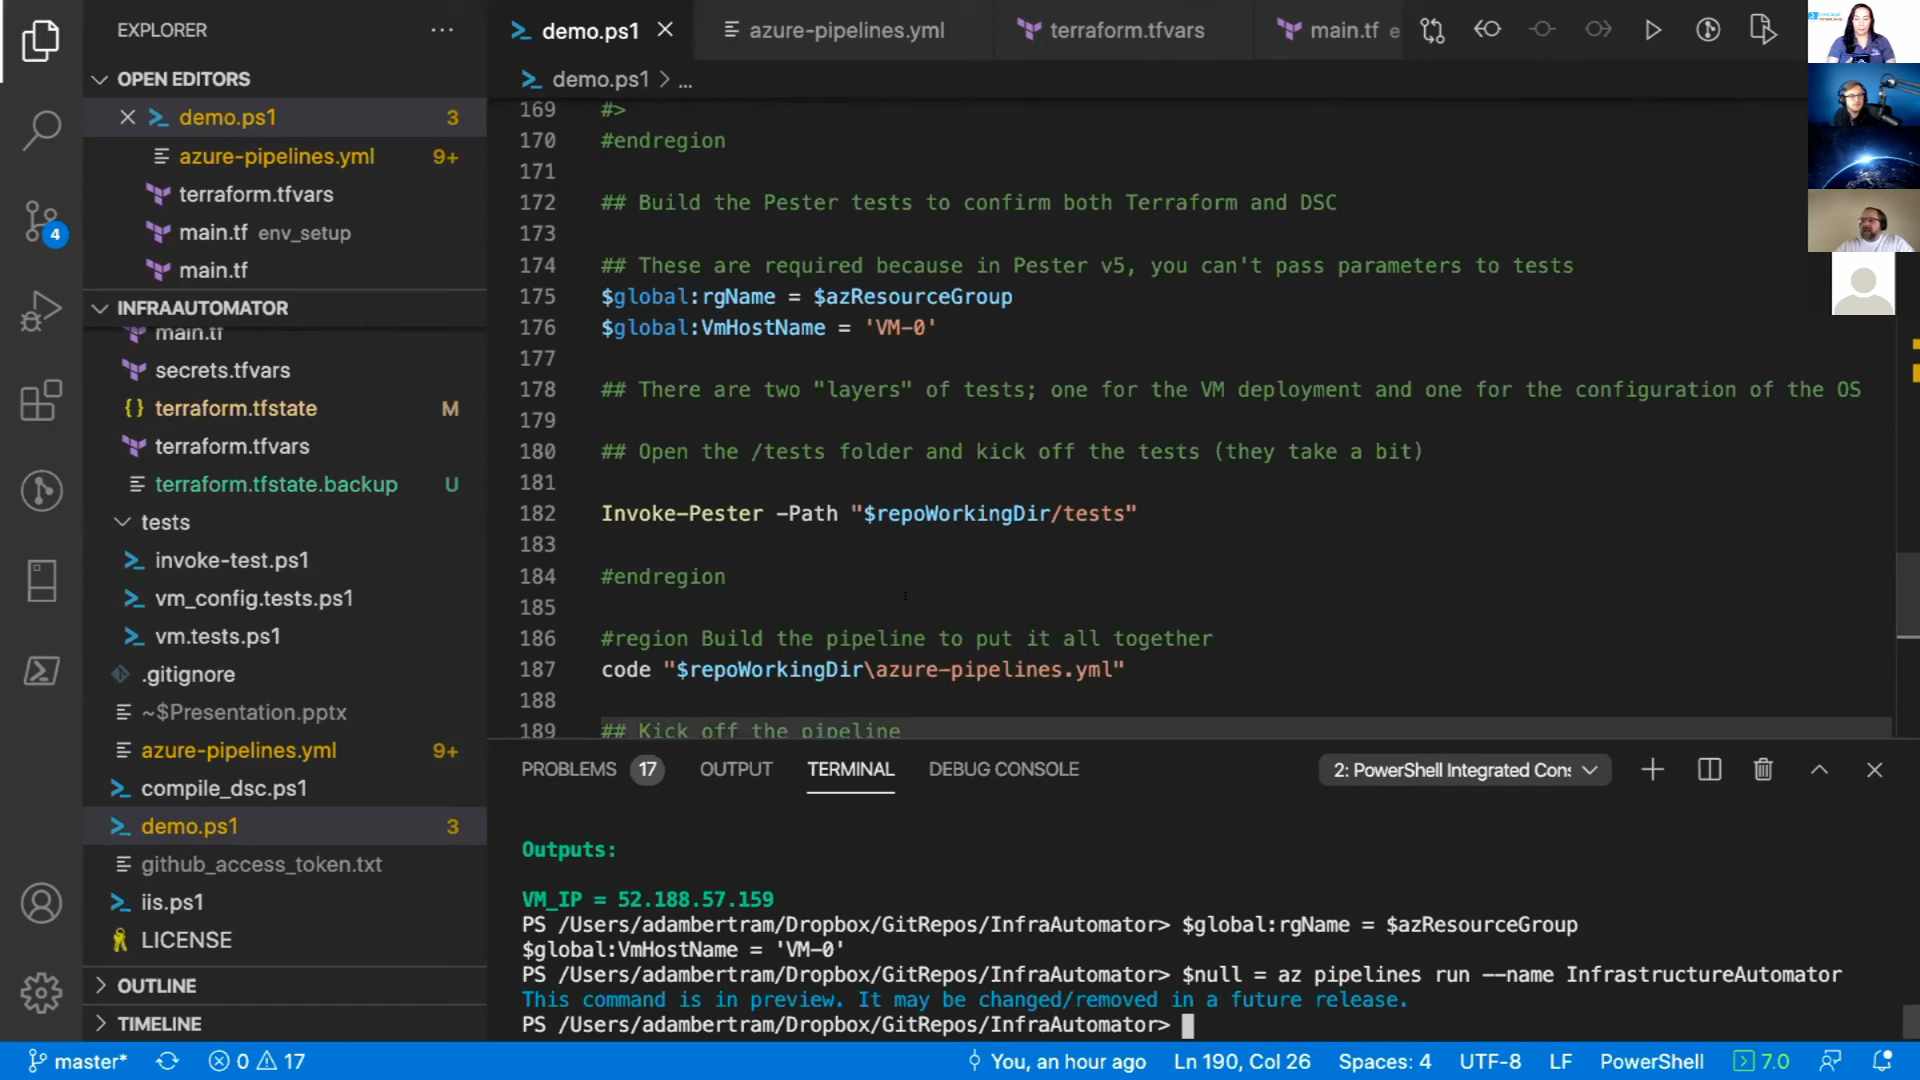 EXPLORER
OPEN EDITORS
demo.ps1 3
azure-pipelines.yml 9+
terraform.tfvars
main.tf env_setup
main.tf
INFRAAUTOMATOR
main.tf
secrets.tfvars
terraform.tfstate M
terraform.tfvars
terraform.tfstate.backup U
tests
invoke-test.ps1
vm_config.tests.ps1
vm.tests.ps1
.gitignore
~$Presentation.pptx
azure-pipelines.yml 9+
compile_dsc.ps1
demo.ps1 3
github_access_token.txt
iis.ps1
LICENSE
OUTLINE
TIMELINE
4
demo.ps1
azure-pipelines.yml
terraform.tfvars
main.tf e
demo.ps1 > ...
169 #>
170 #endregion
171
172 ## Build the Pester tests to confirm both Terraform and DSC
173
174 ## These are required because in Pester v5, you can't pass parameters to tests
175 $global:rgName = $azResourceGroup
176 $global:VmHostName = 'VM-0'
177
178 ## There are two "layers" of tests; one for the VM deployment and one for the configuration of the OS
179
180 ## Open the /tests folder and kick off the tests (they take a bit)
181
182 Invoke-Pester -Path "$repoWorkingDir/tests"
183
184 #endregion
185
186 #region Build the pipeline to put it all together
187 code "$repoWorkingDir\azure-pipelines.yml"
188
189 ## Kick off the pipeline
PROBLEMS 17 OUTPUT TERMINAL DEBUG CONSOLE
2: PowerShell Integrated Con
Outputs:
VM_IP = 52.188.57.159
PS /Users/adambertram/Dropbox/GitRepos/InfraAutomator> $global:rgName = $azResourceGroup
$global:VmHostName = 'VM-0'
PS /Users/adambertram/Dropbox/GitRepos/InfraAutomator> $null = az pipelines run --name InfrastructureAutomator
This command is in preview. It may be changed/removed in a future release.
PS /Users/adambertram/Dropbox/GitRepos/InfraAutomator>
master* 0 17 You, an hour ago Ln 190, Col 26 Spaces: 4 UTF-8 LF PowerShell 7.0